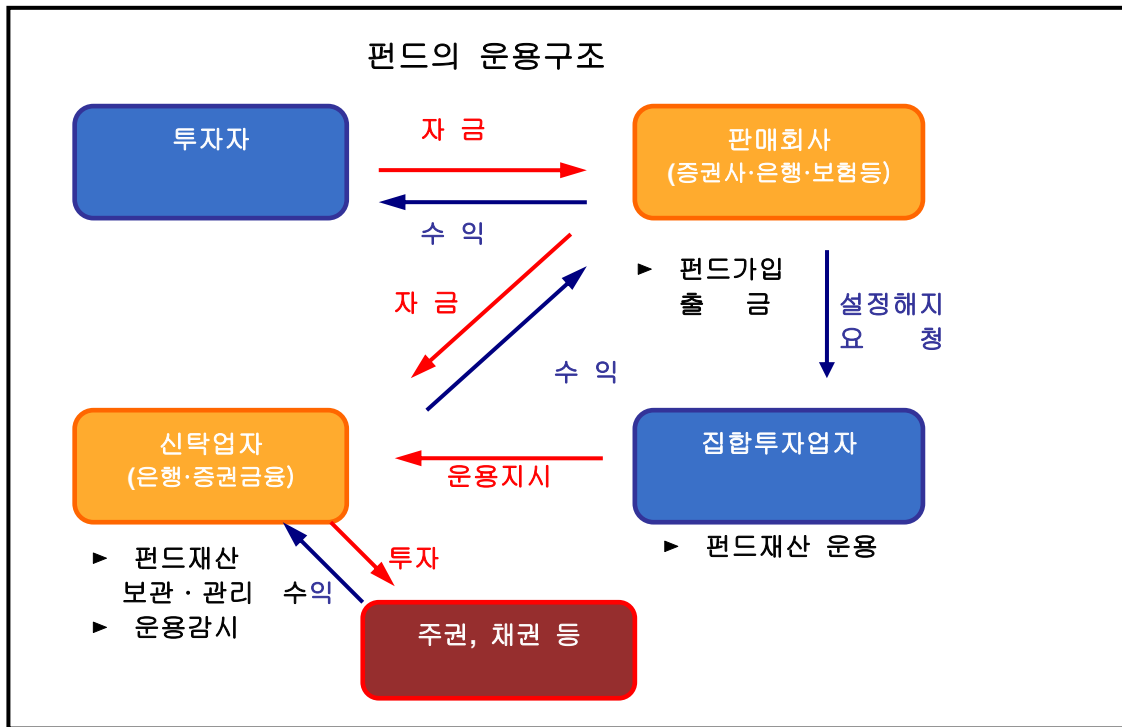 펀드의 운용구조
투자자
자 금
판매회사
(증권사·은행·보험등)
수 익
► 펀드가입
출 금
자 금
설정해지
요 청
수 익
신탁업자
(은행·증권금융)
집합투자업자
운용지시
► 펀드재산 운용
► 펀드재산
보관 · 관리
수익
► 운용감시
투자
주권, 채권 등